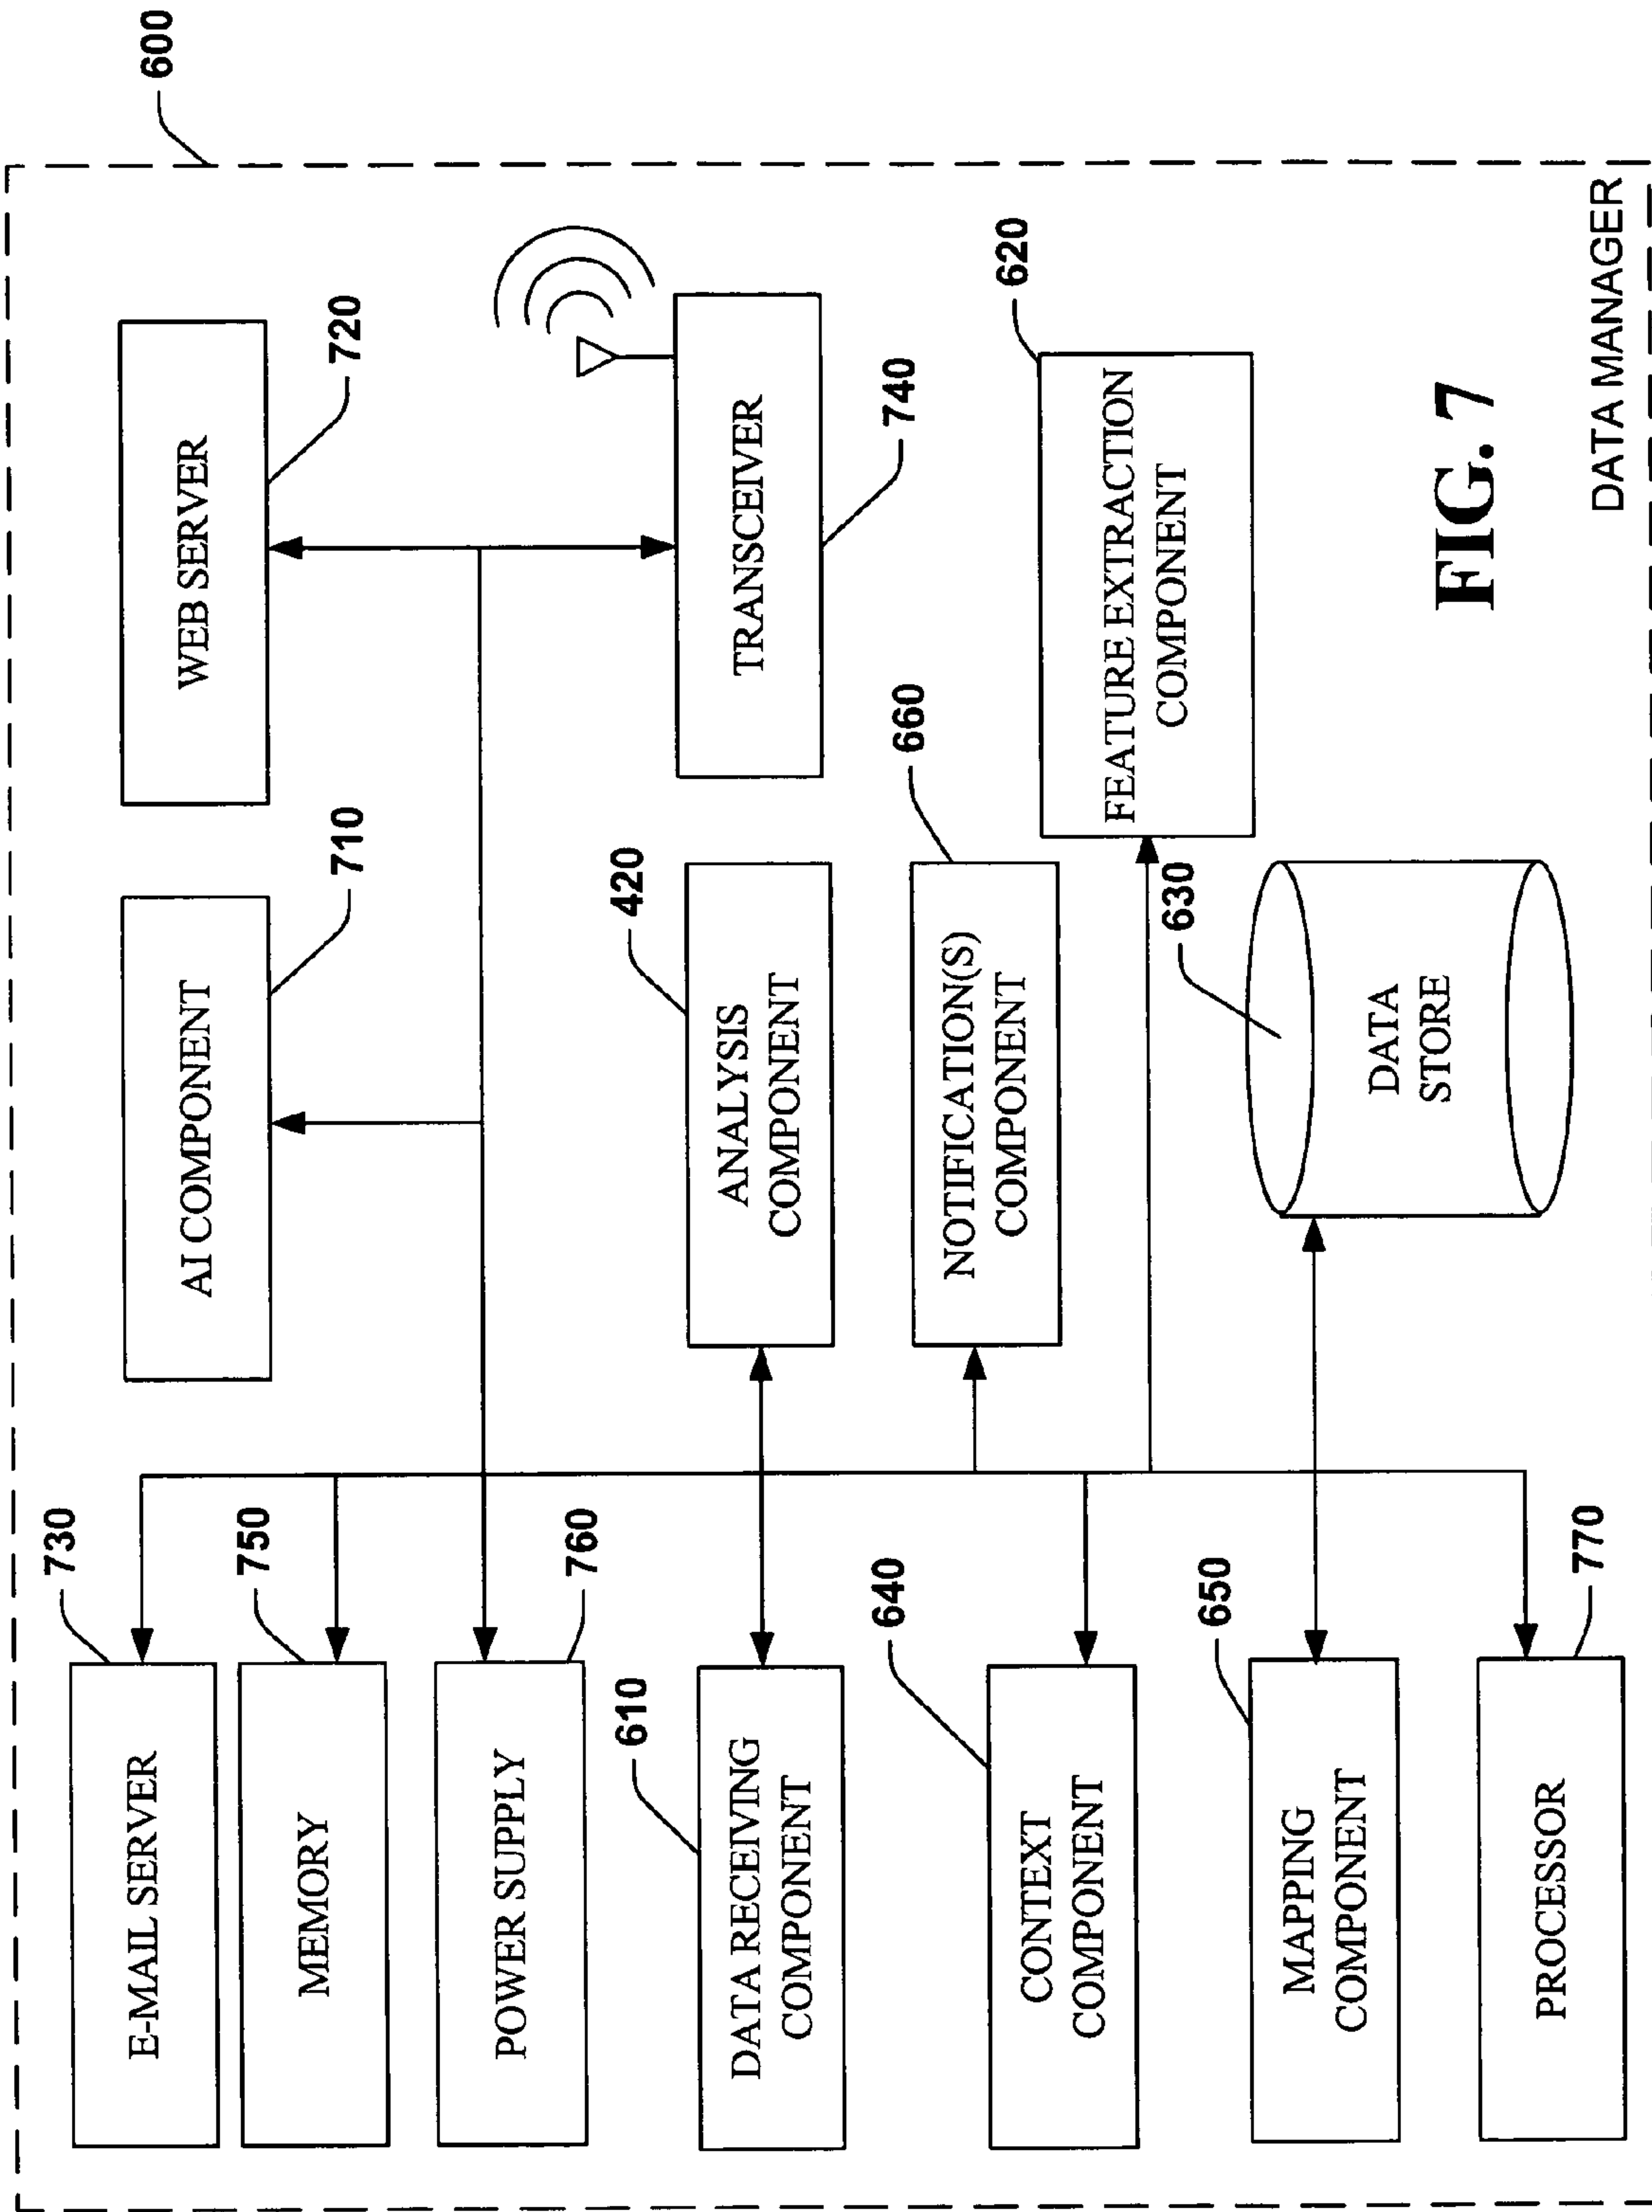 600
E-MAIL SERVER
730
MEMORY
750
POWER SUPPLY
760
AI COMPONENT
710
WEB SERVER
720
DATA RECEIVING
COMPONENT
610
ANALYSIS
COMPONENT
420
TRANSCEIVER
740
CONTEXT
COMPONENT
640
NOTIFICATION(S)
COMPONENT
660
FEATURE EXTRACTION
COMPONENT
620
MAPPING
COMPONENT
650
DATA
STORE
630
PROCESSOR
770
FIG. 7
DATA MANAGER